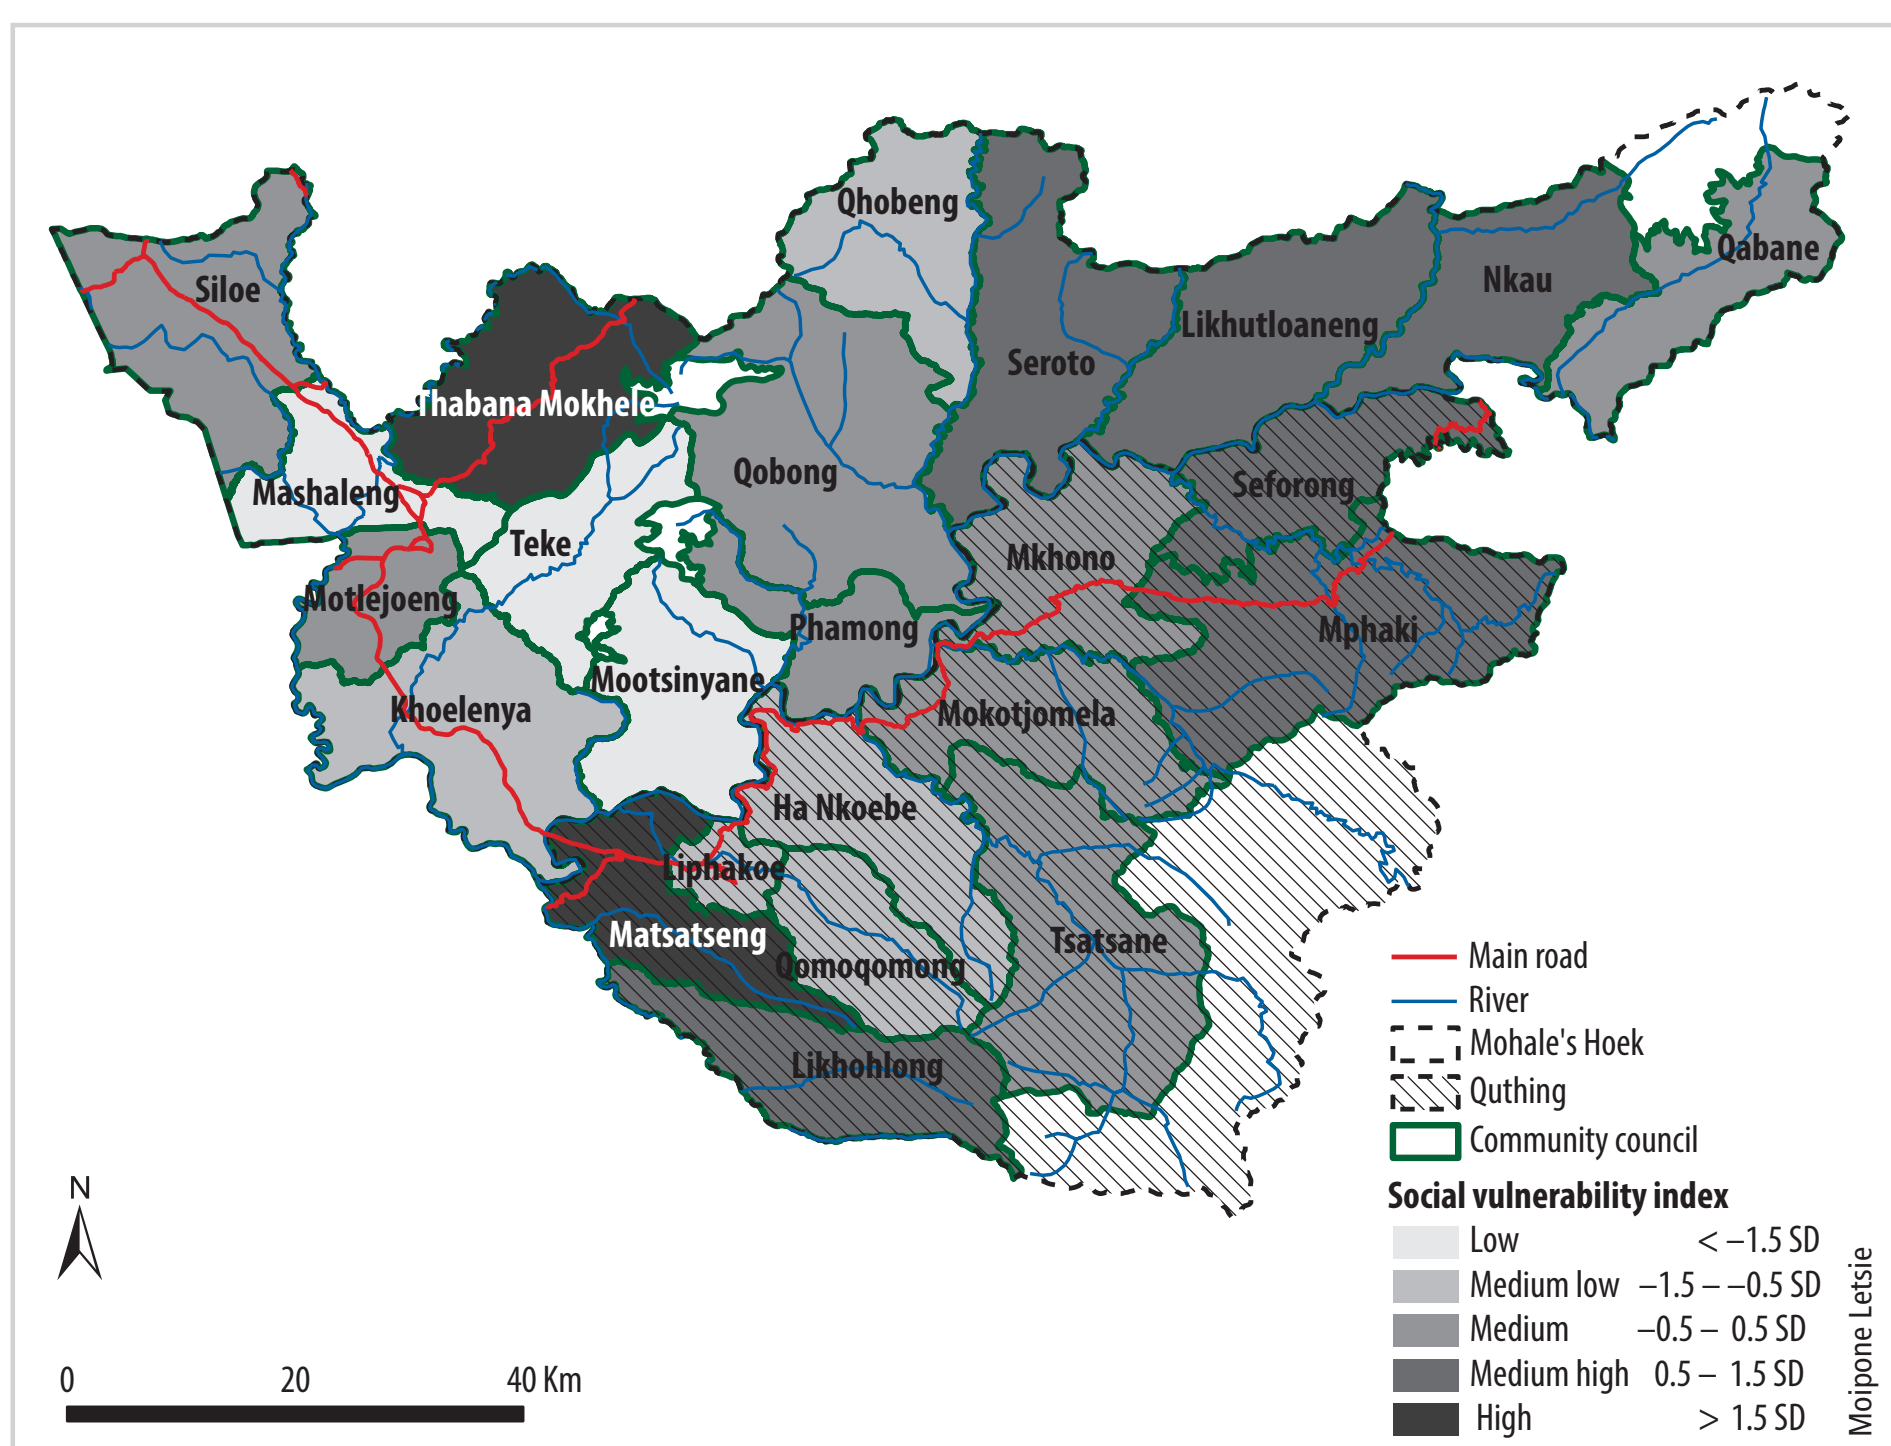 Qhobeng
Qabane
Siloe
Nkau
Likhutloaneng
Seroto
Thabana Mokhele
Qobong
Seforong
Mashaleng
Teke
Mkhono
Motlejoeng
Phamong
Mphaki
Mootsinyane
Khoelenya
Mokotjomela
Ha Nkoebe
Liphakoe
Matsatseng
Tsatsane
Qomoqomong
Likhohlong
Main road
River
Mohale's Hoek
Quthing
Community council
Social vulnerability index
Low < –1.5 SD
Medium low –1.5 – –0.5 SD
Medium –0.5 – 0.5 SD
Medium high 0.5 – 1.5 SD
High > 1.5 SD
N
0 20 40 Km
Moipone Letsie